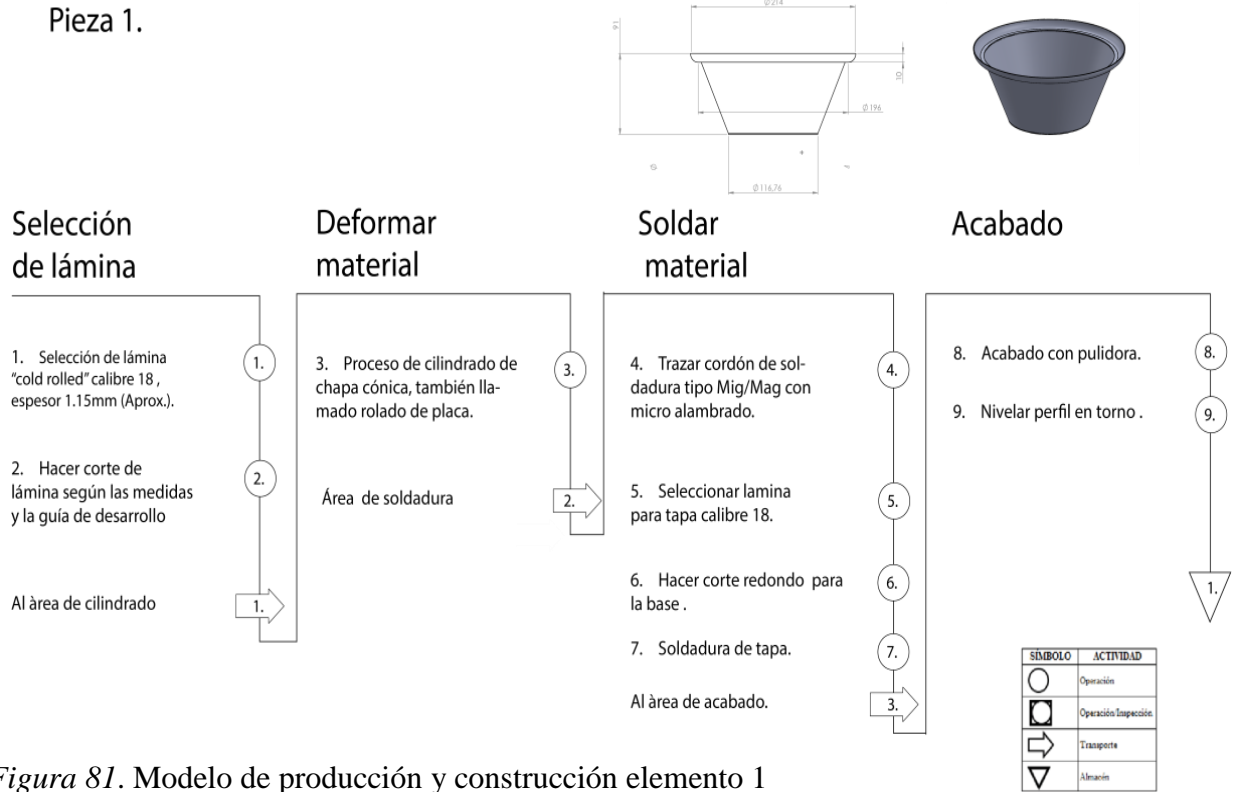 Pieza 1.
Ø214
91
10
Ø196
Ø116,76
Selección
de lámina
1. Selección de lámina
"cold rolled" calibre 18 ,
espesor 1.15mm (Aprox.).
1.
2. Hacer corte de
lámina según las medidas
y la guía de desarrollo
2.
Al àrea de cilindrado
1.
Deformar
material
3. Proceso de cilindrado de
chapa cónica, también lla-
mado rolado de placa.
3.
Área de soldadura
2.
Soldar
material
4. Trazar cordón de sol-
dadura tipo Mig/Mag con
micro alambrado.
4.
5. Seleccionar lamina
para tapa calibre 18.
5.
6. Hacer corte redondo para
la base .
6.
7. Soldadura de tapa.
7.
Al àrea de acabado.
3.
Acabado
8. Acabado con pulidora.
8.
9. Nivelar perfil en torno .
9.
1.
SÍMBOLO ACTIVIDAD
Operación
Operación/Inspección
Transporte
Almacén
Figura 81. Modelo de producción y construcción elemento 1